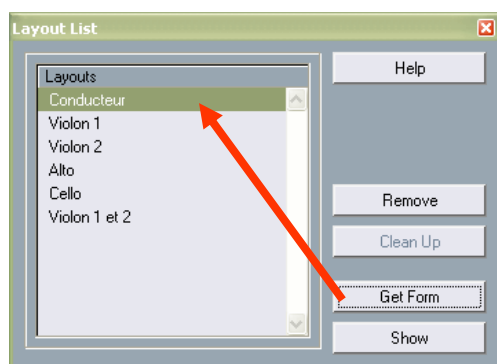 Layout List
Layouts
Conducteur
Violon 1
Violon 2
Alto
Cello
Violon 1 et 2
Help
Remove
Clean Up
Get Form
Show